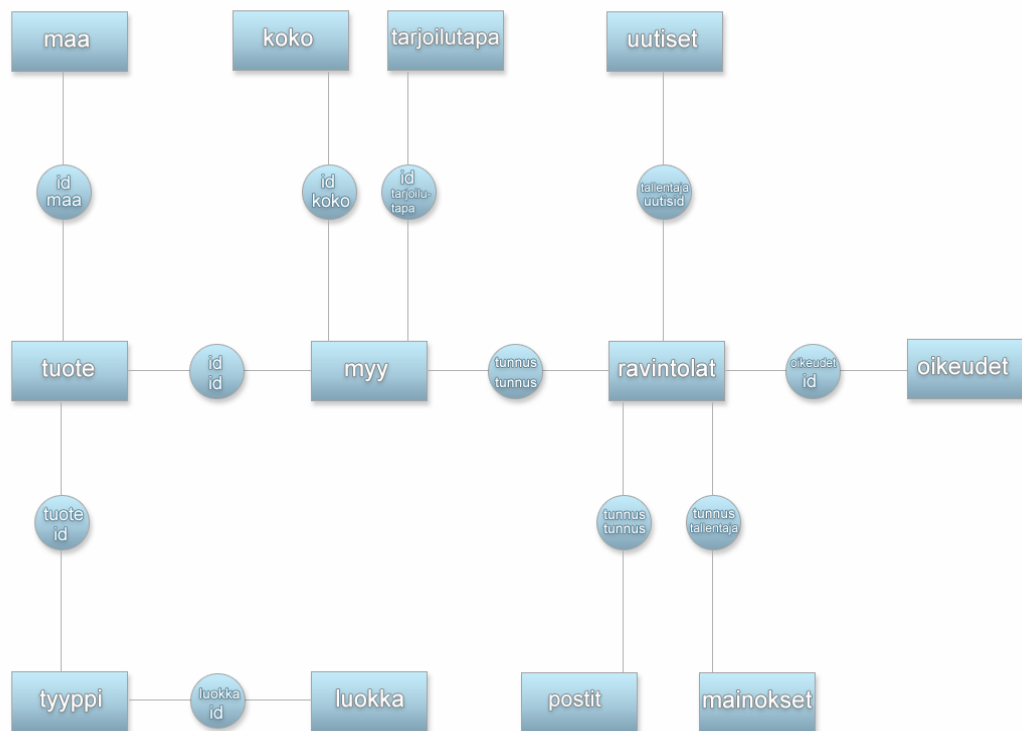 maa
koko
tarjoilutapa
uutiset
id
maa
id
koko
id
tarjoilu-
tapa
tallentaja
uutisid
tuote
id
id
myy
tunnus
tunnus
ravintolat
oikeudet
id
oikeudet
tuote
id
tunnus
tunnus
tunnus
tallentaja
tyyppi
luokka
id
luokka
postit
mainokset